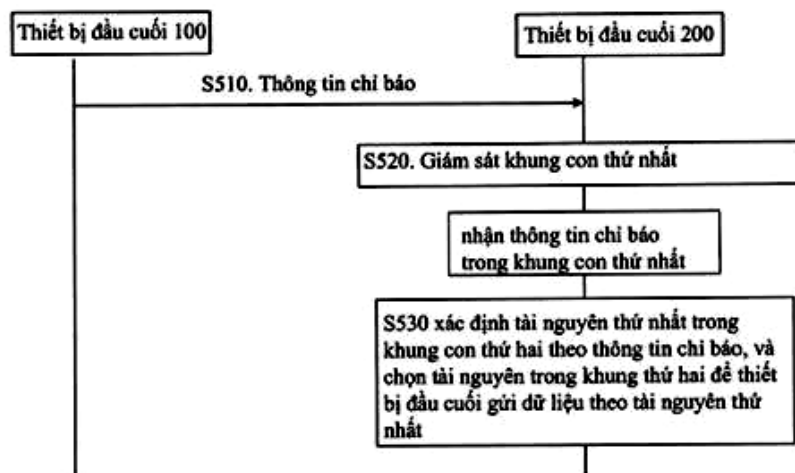 Thiết bị đầu cuối 100
Thiết bị đầu cuối 200
S510. Thông tin chỉ báo
S520. Giám sát khung con thứ nhất
nhận thông tin chỉ báo
trong khung con thứ nhất
S530 xác định tài nguyên thứ nhất trong
khung con thứ hai theo thông tin chỉ báo, và
chọn tài nguyên trong khung thứ hai để thiết
bị đầu cuối gửi dữ liệu theo tài nguyên thứ
nhất